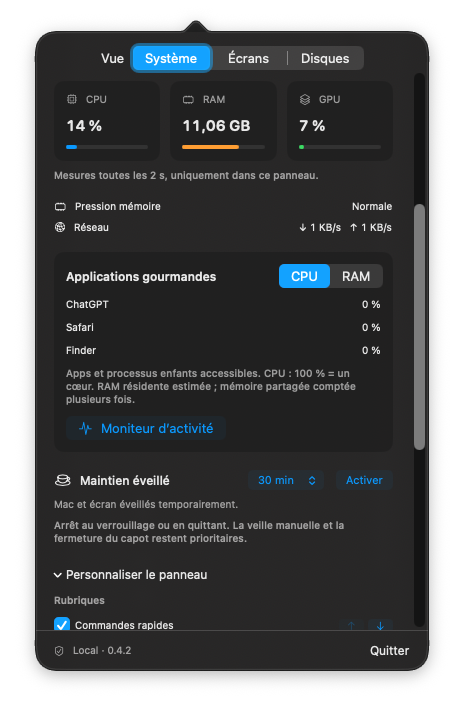 Vue Système Écrans Disques
CPU RAM GPU
14 % 11,06 GB 7 %
Mesures toutes les 2 s, uniquement dans ce panneau.
Pression mémoire Normale
Réseau ↓ 1 KB/s ↑ 1 KB/s
Applications gourmandes CPU RAM
ChatGPT 0 %
Safari 0 %
Finder 0 %
Apps et processus enfants accessibles. CPU : 100 % = un
cœur. RAM résidente estimée ; mémoire partagée comptée
plusieurs fois.
Moniteur d’activité
Maintien éveillé 30 min Activer
Mac et écran éveillés temporairement.
Arrêt au verrouillage ou en quittant. La veille manuelle et la
fermeture du capot restent prioritaires.
Personnaliser le panneau
Rubriques
Commandes rapides ↑ ↓
Local · 0.4.2 Quitter